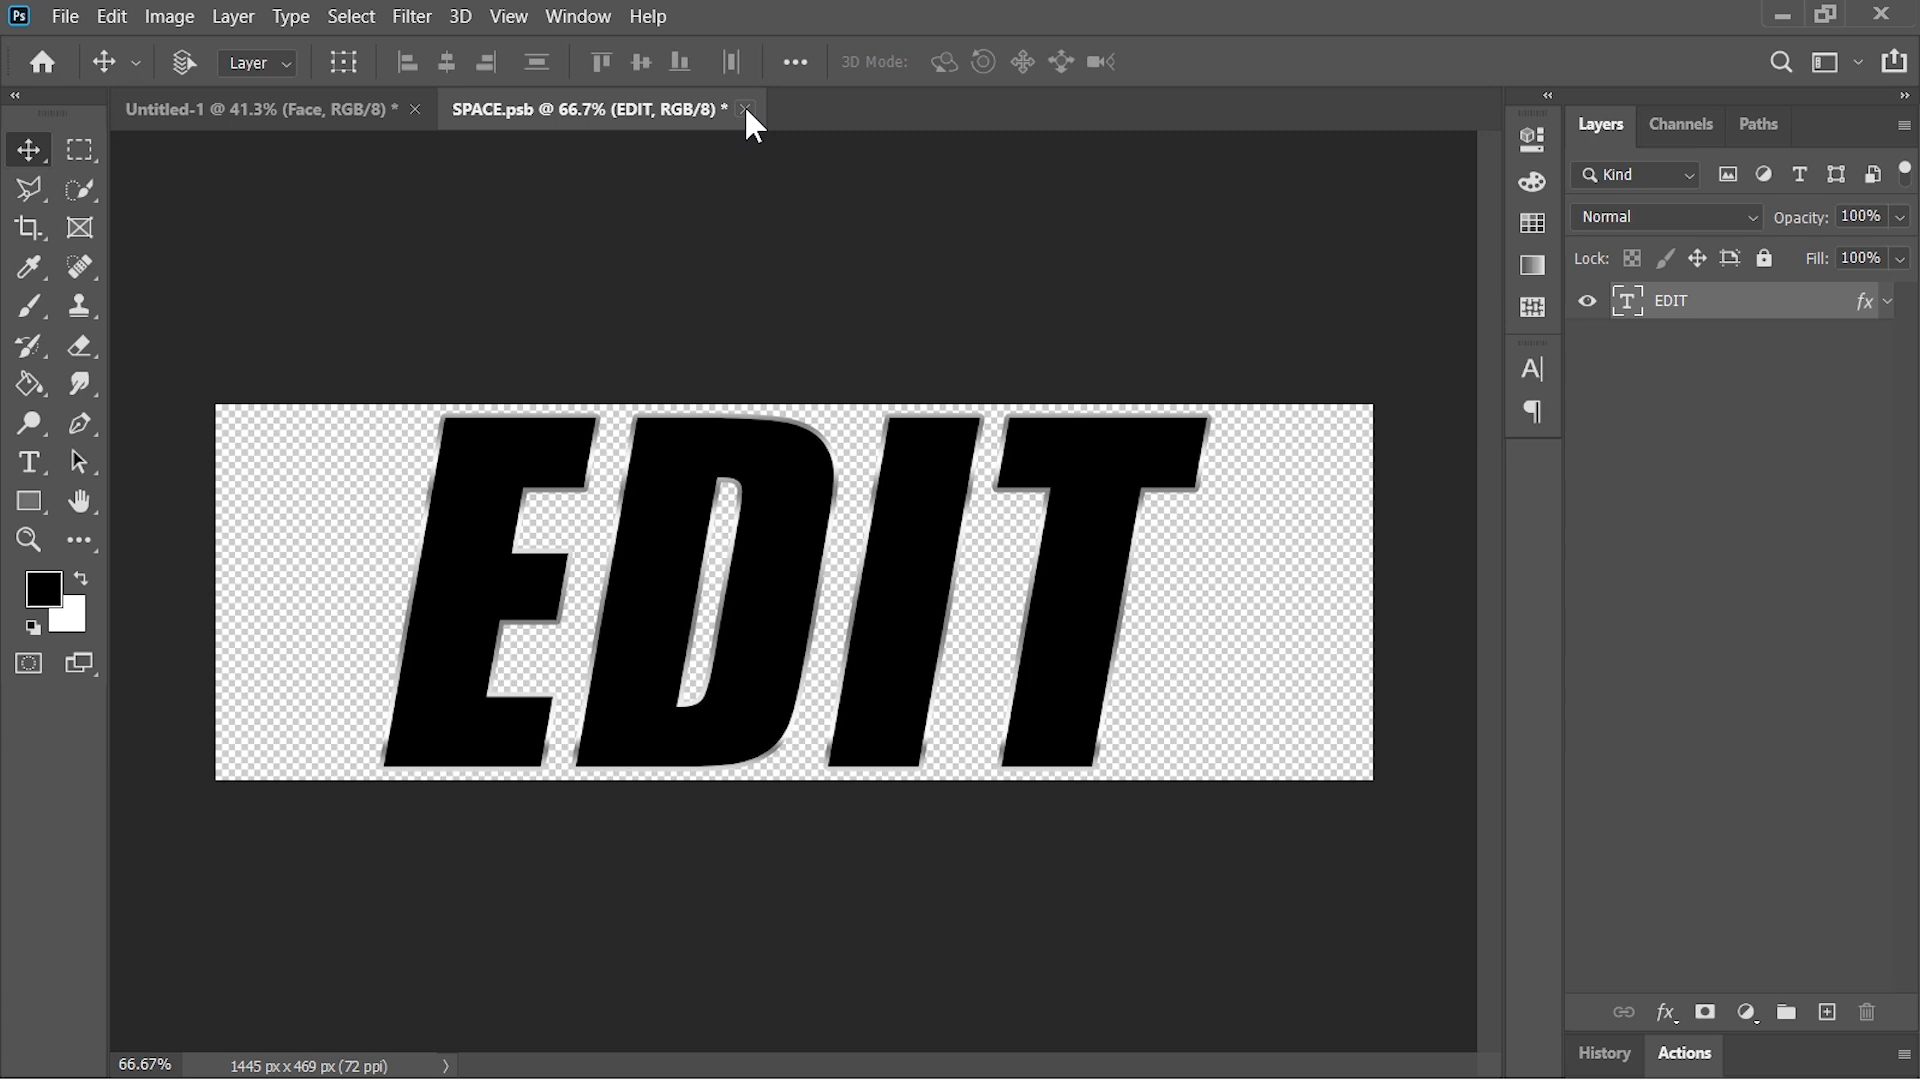 Ps File Edit Image Layer Type Select Filter 3D View Window Help
Layer 3D Mode:
Untitled-1 @ 41.3% (Face, RGB/8) * SPACE.psb @ 66.7% (EDIT, RGB/8) *
Layers Channels Paths
Kind
Normal Opacity: 100%
Lock: Fill: 100%
EDIT fx
EDIT
fx
History Actions
66.67% 1445 px x 469 px (72 ppi)